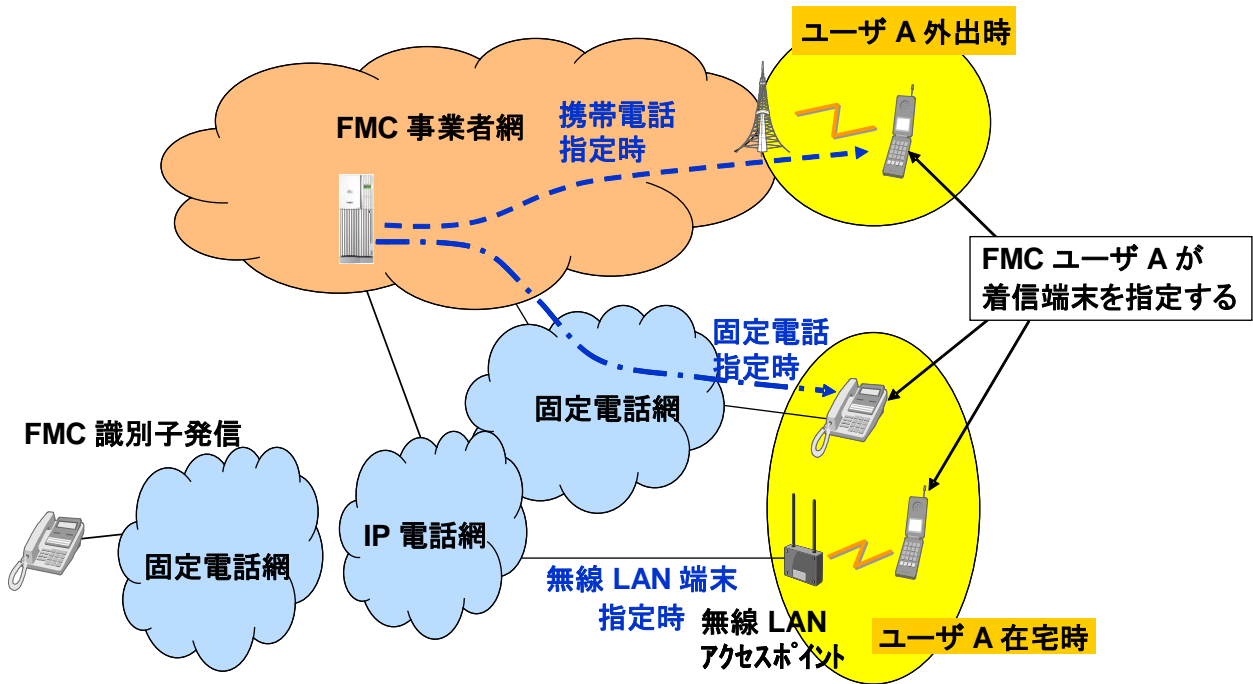 ユーザ A 外出時
FMC 事業者網
携帯電話
指定時
FMC ユーザ A が
着信端末を指定する
固定電話
指定時
固定電話網
FMC 識別子発信
IP 電話網
固定電話網
無線 LAN 端末
指定時
無線 LAN
アクセスポイント
ユーザ A 在宅時